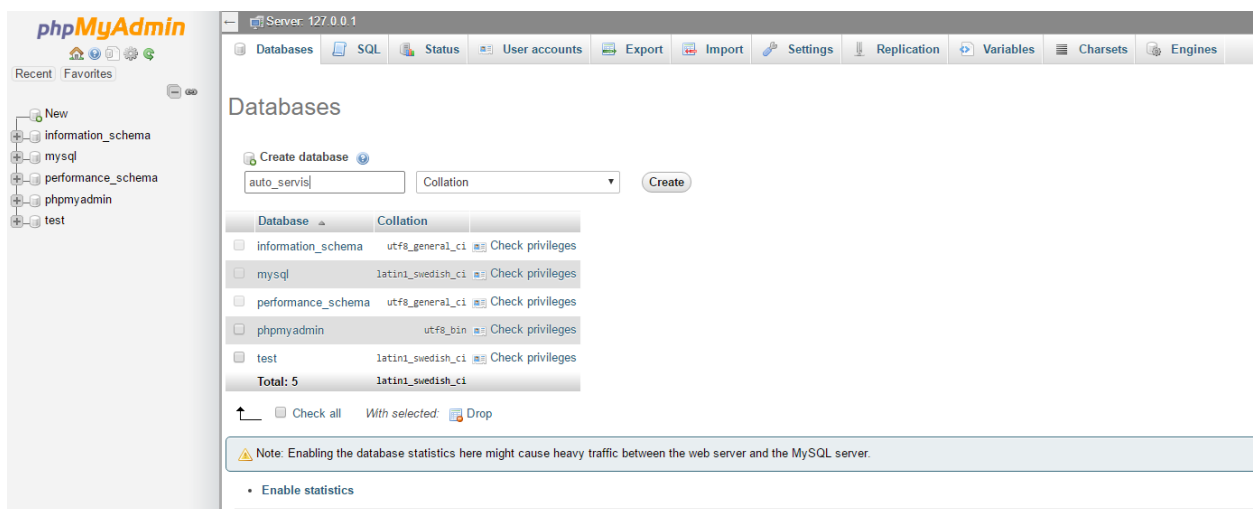 phpMyAdmin
Recent Favorites
New
information_schema
mysql
performance_schema
phpmyadmin
test
Server: 127.0.0.1
Databases SQL Status User accounts Export Import Settings Replication Variables Charsets Engines
Databases
Create database
auto_servis Collation Create
Database Collation
information_schema utf8_general_ci Check privileges
mysql latin1_swedish_ci Check privileges
performance_schema utf8_general_ci Check privileges
phpmyadmin utf8_bin Check privileges
test latin1_swedish_ci Check privileges
Total: 5 latin1_swedish_ci
Check all With selected: Drop
Note: Enabling the database statistics here might cause heavy traffic between the web server and the MySQL server.
• Enable statistics